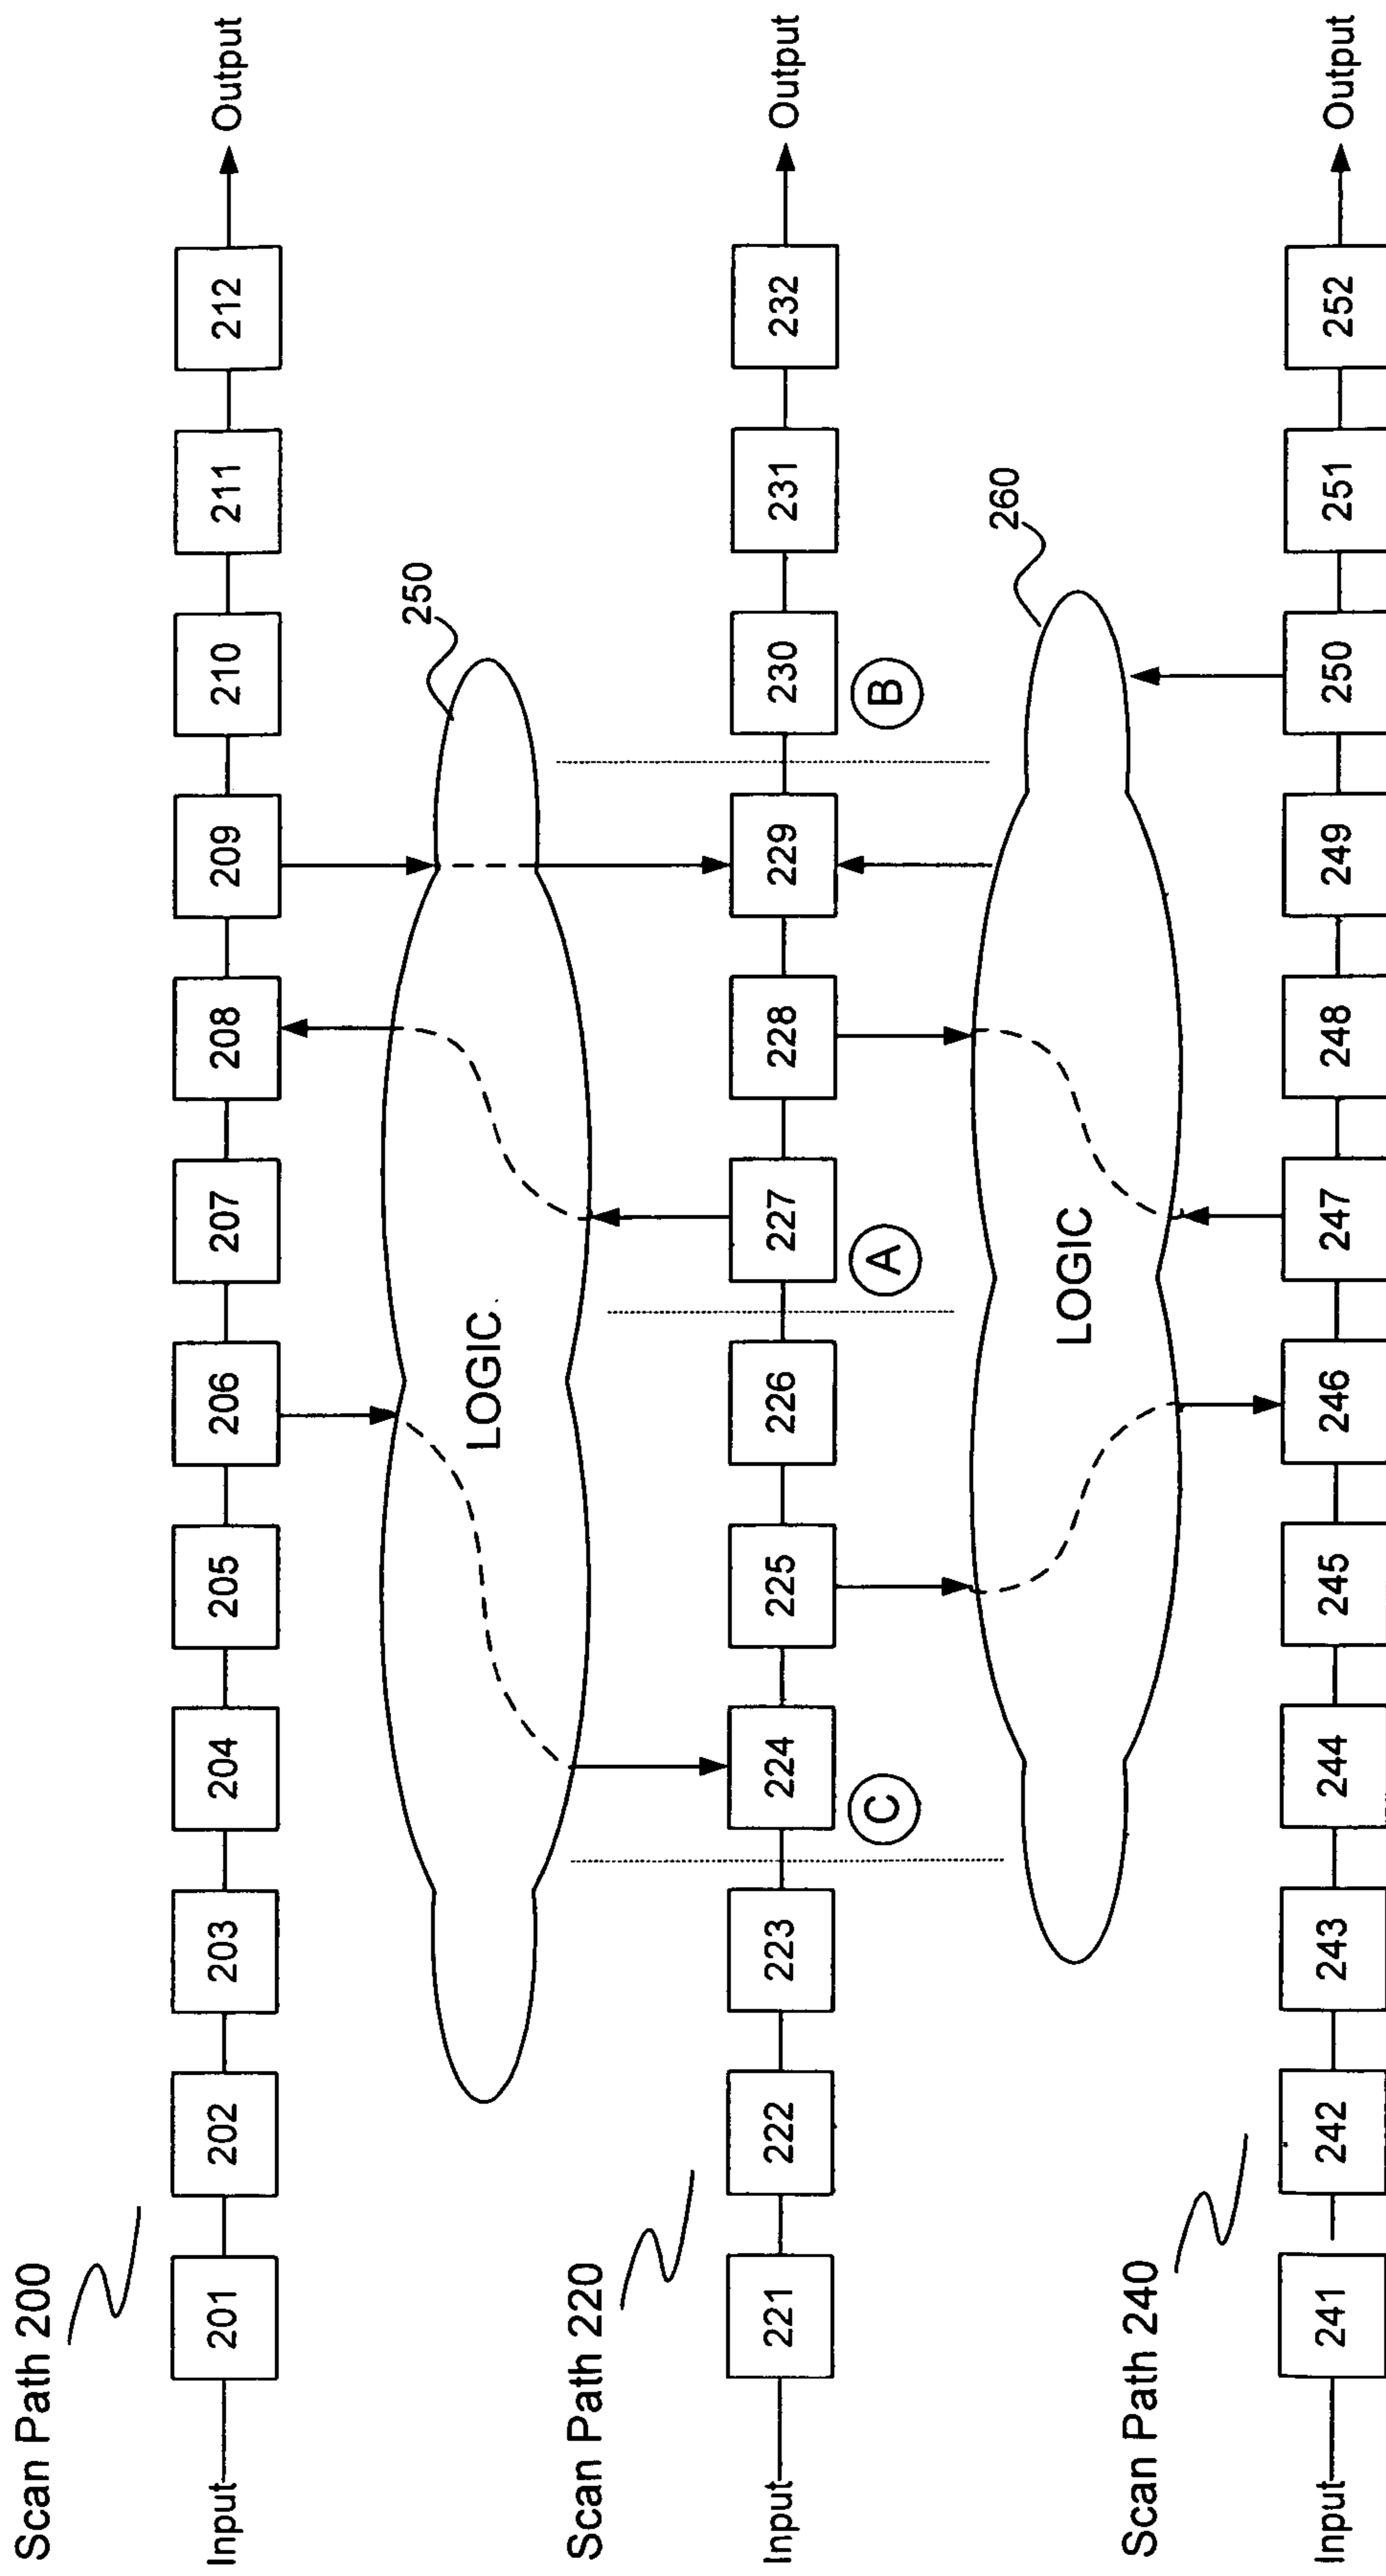 Scan Path 200
Input 201 202 203 204 205 206 207 208 209 210 211 212 Output
250
LOGIC
Scan Path 220
Input 221 222 223 224 225 226 227 228 229 230 231 232 Output
C A B
260
LOGIC
Scan Path 240
Input 241 242 243 244 245 246 247 248 249 250 251 252 Output